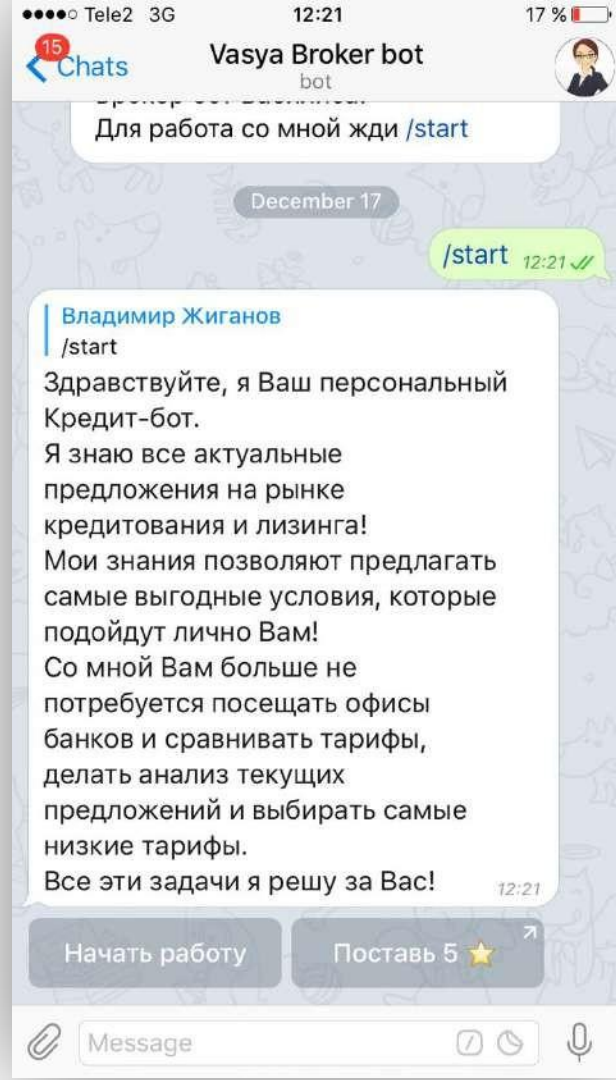 Tele2 3G 12:21 17 %
15
Chats
Vasya Broker bot
bot
Для работа со мной жди /start
December 17
/start 12:21
Владимир Жиганов
/start
Здравствуйте, я Ваш персональный
Кредит-бот.
Я знаю все актуальные
предложения на рынке
кредитования и лизинга!
Мои знания позволяют предлагать
самые выгодные условия, которые
подойдут лично Вам!
Со мной Вам больше не
потребуется посещать офисы
банков и сравнивать тарифы,
делать анализ текущих
предложений и выбирать самые
низкие тарифы.
Все эти задачи я решу за Вас! 12:21
Начать работу
Поставь 5 ⭐
Message